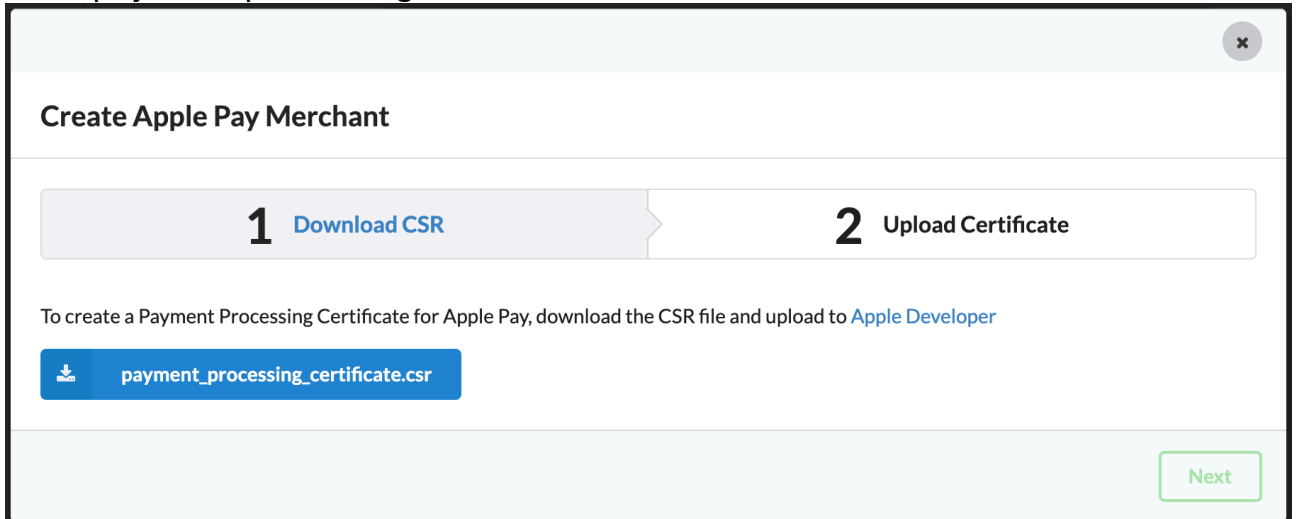 Create Apple Pay Merchant
1 Download CSR
2 Upload Certificate
To create a Payment Processing Certificate for Apple Pay, download the CSR file and upload to Apple Developer
payment_processing_certificate.csr
Next